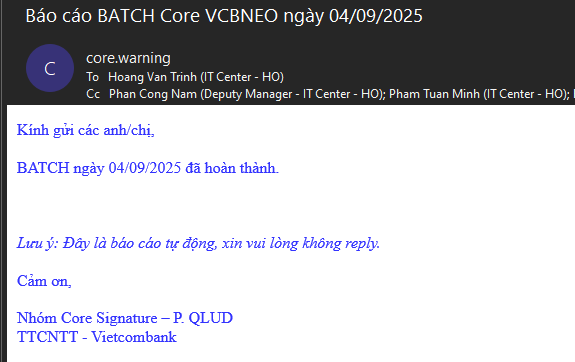 Báo cáo BATCH Core VCBNEO ngày 04/09/2025
C
core.warning
To Hoang Van Trinh (IT Center - HO)
Cc Phan Cong Nam (Deputy Manager - IT Center - HO); Pham Tuan Minh (IT Center - HO);
Kính gửi các anh/chị,
BATCH ngày 04/09/2025 đã hoàn thành.
Lưu ý: Đây là báo cáo tự động, xin vui lòng không reply.
Cảm ơn,
Nhóm Core Signature – P. QLUD
TTCNTT - Vietcombank